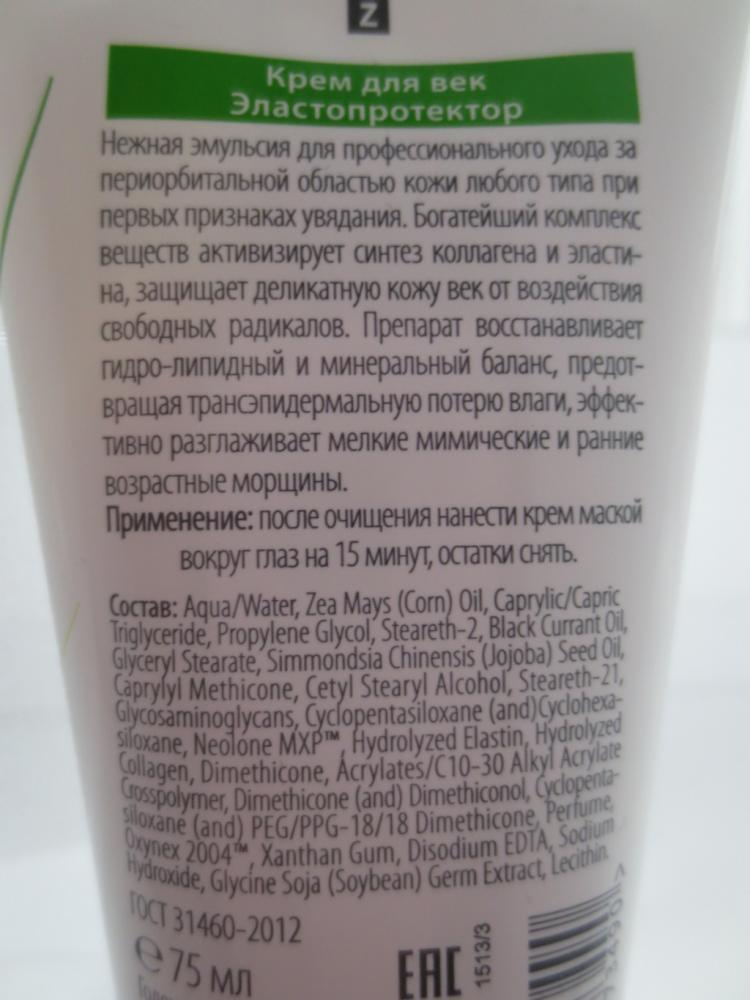 Z
Крем для век
Эластопротектор
Нежная эмульсия для профессионального ухода за
периорбитальной областью кожи любого типа при
первых признаках увядания. Богатейший комплекс
веществ активизирует синтез коллагена и эласти-
на, защищает деликатную кожу век от воздействия
свободных радикалов. Препарат восстанавливает
гидро-липидный и минеральный баланс, предот-
вращая трансэпидермальную потерю влаги, эффек-
тивно разглаживает мелкие мимические и ранние
возрастные морщины.
Применение: после очищения нанести крем маской
вокруг глаз на 15 минут, остатки снять.
Состав: Aqua/Water, Zea Mays (Corn) Oil, Caprylic/Capric
Triglyceride, Propylene Glycol, Steareth-2, Black Currant Oil,
Glyceryl Stearate, Simmondsia Chinensis (Jojoba) Seed Oil,
Caprylyl Methicone, Cetyl Stearyl Alcohol, Steareth-21,
Glycosaminoglycans, Cyclopentasiloxane (and)Cyclohexa-
siloxane, Neolone MXP™, Hydrolyzed Elastin, Hydrolyzed
Collagen, Dimethicone, Acrylates/C10-30 Alkyl Acrylate
Crosspolymer, Dimethicone (and) Dimethiconol, Cyclopenta-
siloxane (and) PEG/PPG-18/18 Dimethicone, Perfume,
Oxynex 2004™, Xanthan Gum, Disodium EDTA, Sodium
Hydroxide, Glycine Soja (Soybean) Germ Extract, Lecithin.
ГОСТ 31460-2012
℮ 75 мл
EAC
1513/3